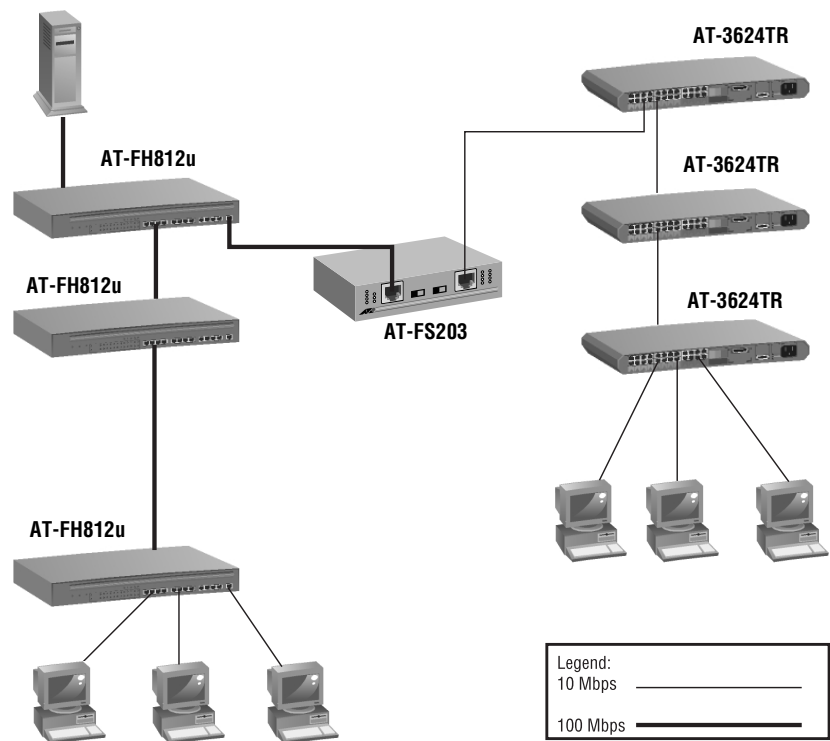 AT-3624TR
AT-FH812u
AT-3624TR
AT-FH812u
AT-3624TR
AT-FS203
AT-FH812u
Legend:
10 Mbps
100 Mbps